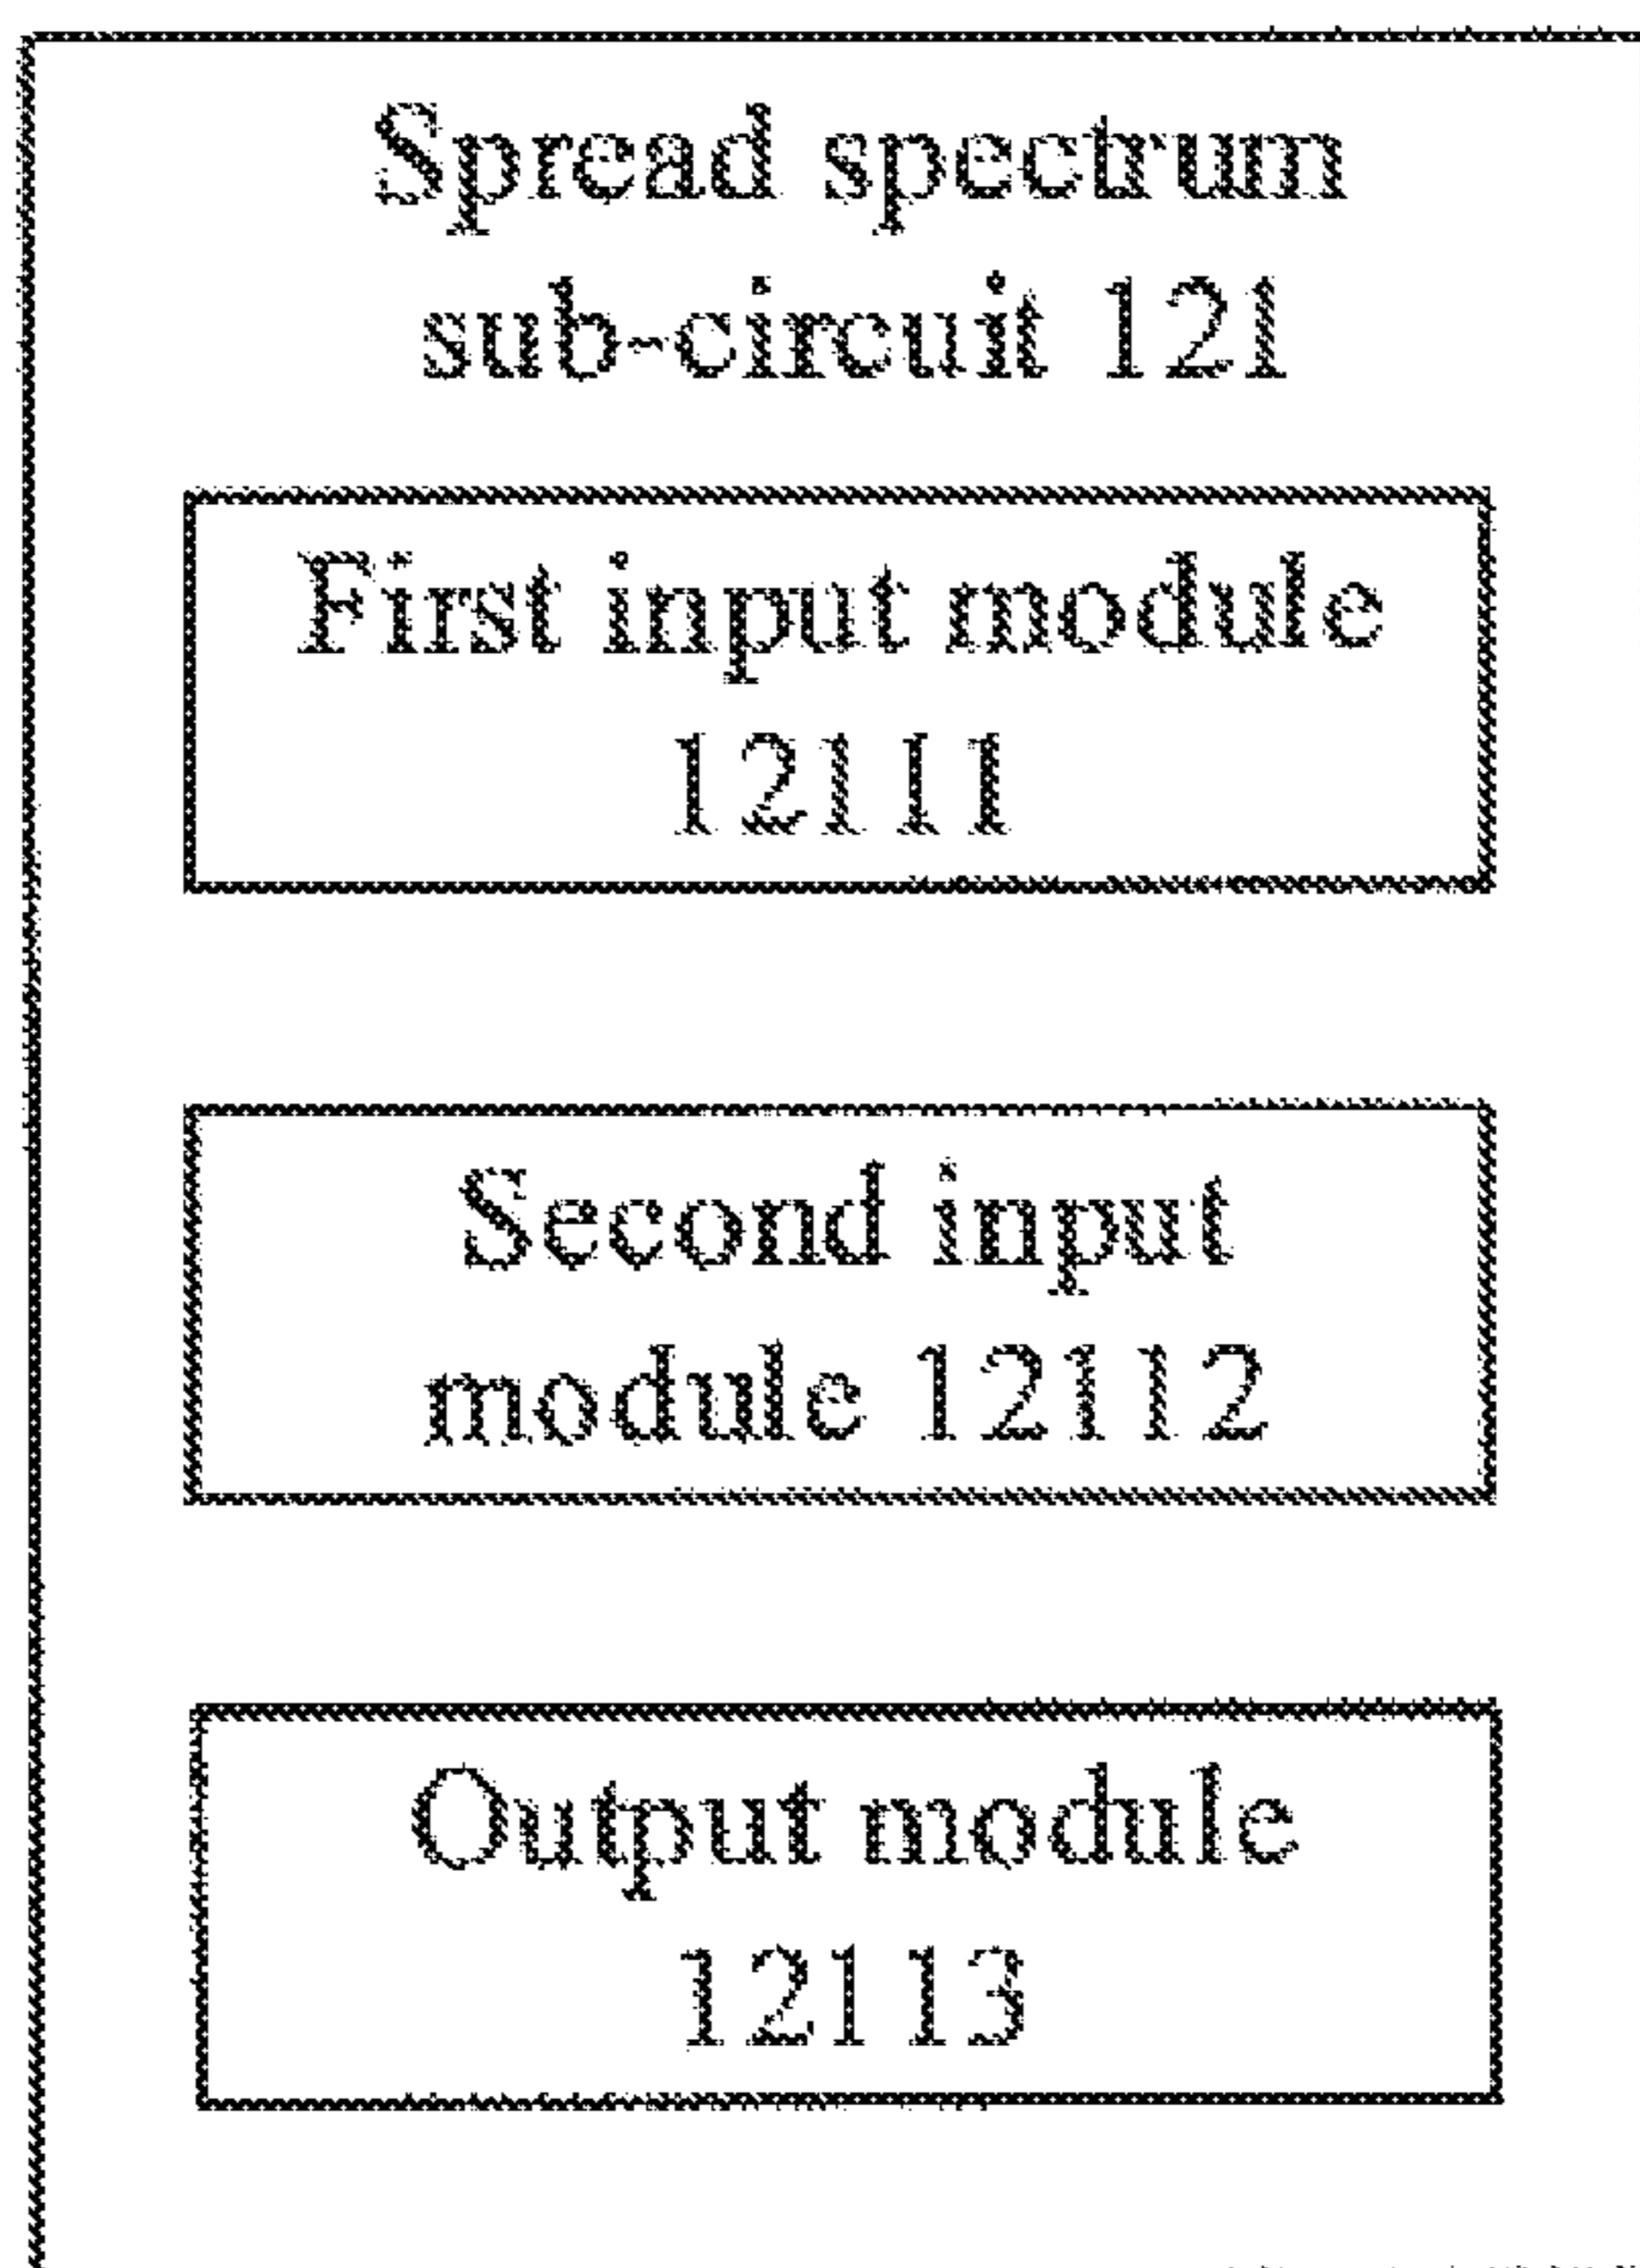 Spread spectrum
sub-circuit 121
First input module
12111
Second input
module 12112
Output module
12113